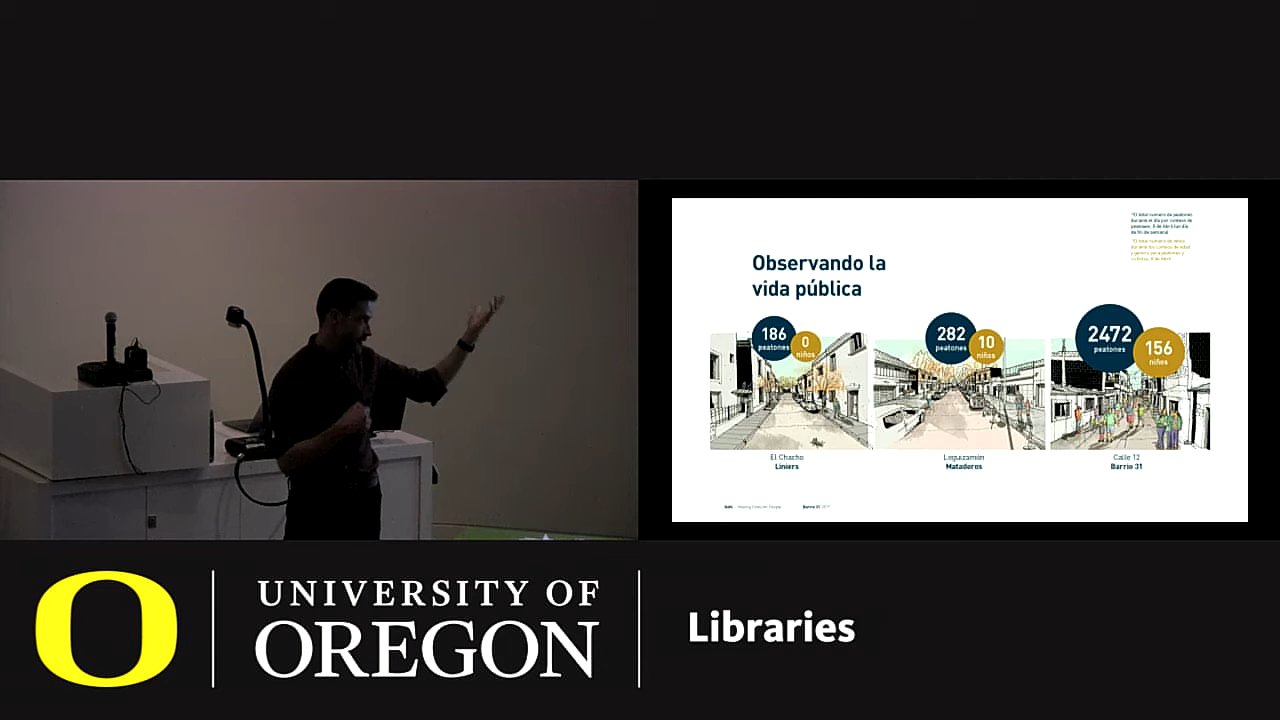 Observando la
vida pública
186
peatones
0
niños
282
peatones
10
niños
2472
peatones
156
niños
El Chacho
Liniers
Leguizamón
Mataderos
Calle 12
Barrio 31
UNIVERSITY OF
OREGON
Libraries